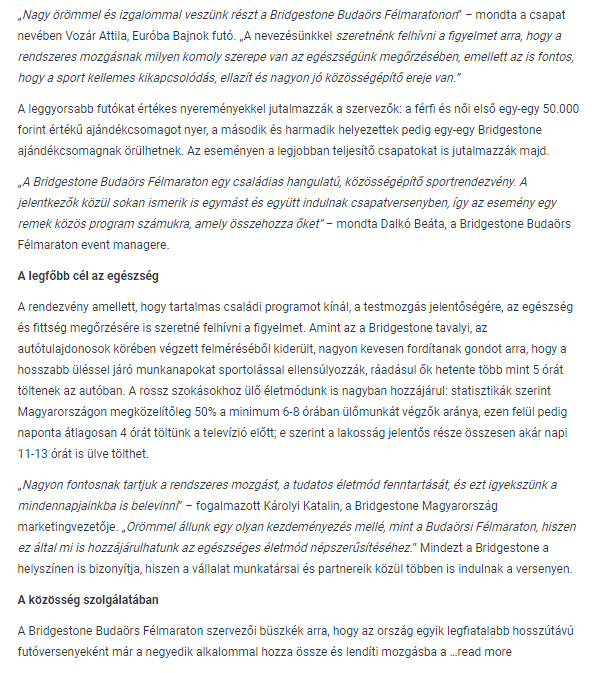 „Nagy örömmel és izgalommal veszünk részt a Bridgestone Budaörs Félmaratonon” – mondta a csapat
nevében Vozár Attila, Euróba Bajnok futó. „A nevezésünkkel szeretnénk felhívni a figyelmet arra, hogy a
rendszeres mozgásnak milyen komoly szerepe van az egészségünk megőrzésében, emellett az is fontos,
hogy a sport kellemes kikapcsolódás, ellazít és nagyon jó közösségépítő ereje van.”
A leggyorsabb futókat értékes nyereményekkel jutalmazzák a szervezők: a férfi és női első egy-egy 50.000
forint értékű ajándékcsomagot nyer, a második és harmadik helyezettek pedig egy-egy Bridgestone
ajándékcsomagnak örülhetnek. Az eseményen a legjobban teljesítő csapatokat is jutalmazzák majd.
„A Bridgestone Budaörs Félmaraton egy családias hangulatú, közösségépítő sportrendezvény. A
jelentkezők közül sokan ismerik is egymást és együtt indulnak csapatversenyben, így az esemény egy
remek közös program számukra, amely összehozza őket” – mondta Dalkó Beáta, a Bridgestone Budaörs
Félmaraton event managere.
A legfőbb cél az egészség
A rendezvény amellett, hogy tartalmas családi programot kínál, a testmozgás jelentőségére, az egészség
és fittség megőrzésére is szeretné felhívni a figyelmet. Amint az a Bridgestone tavalyi, az
autótulajdonosok körében végzett felméréséből kiderült, nagyon kevesen fordítanak gondot arra, hogy a
hosszabb üléssel járó munkanapokat sportolással ellensúlyozzák, ráadásul ők hetente több mint 5 órát
töltenek az autóban. A rossz szokásokhoz ülő életmódunk is nagyban hozzájárul: statisztikák szerint
Magyarországon megközelítőleg 50% a minimum 6-8 órában ülőmunkát végzők aránya, ezen felül pedig
naponta átlagosan 4 órát töltünk a televízió előtt; e szerint a lakosság jelentős része összesen akár napi
11-13 órát is ülve tölthet.
„Nagyon fontosnak tartjuk a rendszeres mozgást, a tudatos életmód fenntartását, és ezt igyekszünk a
mindennapjainkba is belevinni” – fogalmazott Károlyi Katalin, a Bridgestone Magyarország
marketingvezetője. „Örömmel állunk egy olyan kezdeményezés mellé, mint a Budaörsi Félmaraton, hiszen
ez által mi is hozzájárulhatunk az egészséges életmód népszerűsítéséhez.” Mindezt a Bridgestone a
helyszínen is bizonyítja, hiszen a vállalat munkatársai és partnereik közül többen is indulnak a versenyen.
A közösség szolgálatában
A Bridgestone Budaörs Félmaraton szervezői büszkék arra, hogy az ország egyik legfiatalabb hosszútávú
futóversenyeként már a negyedik alkalommal hozza össze és lendíti mozgásba a ...read more